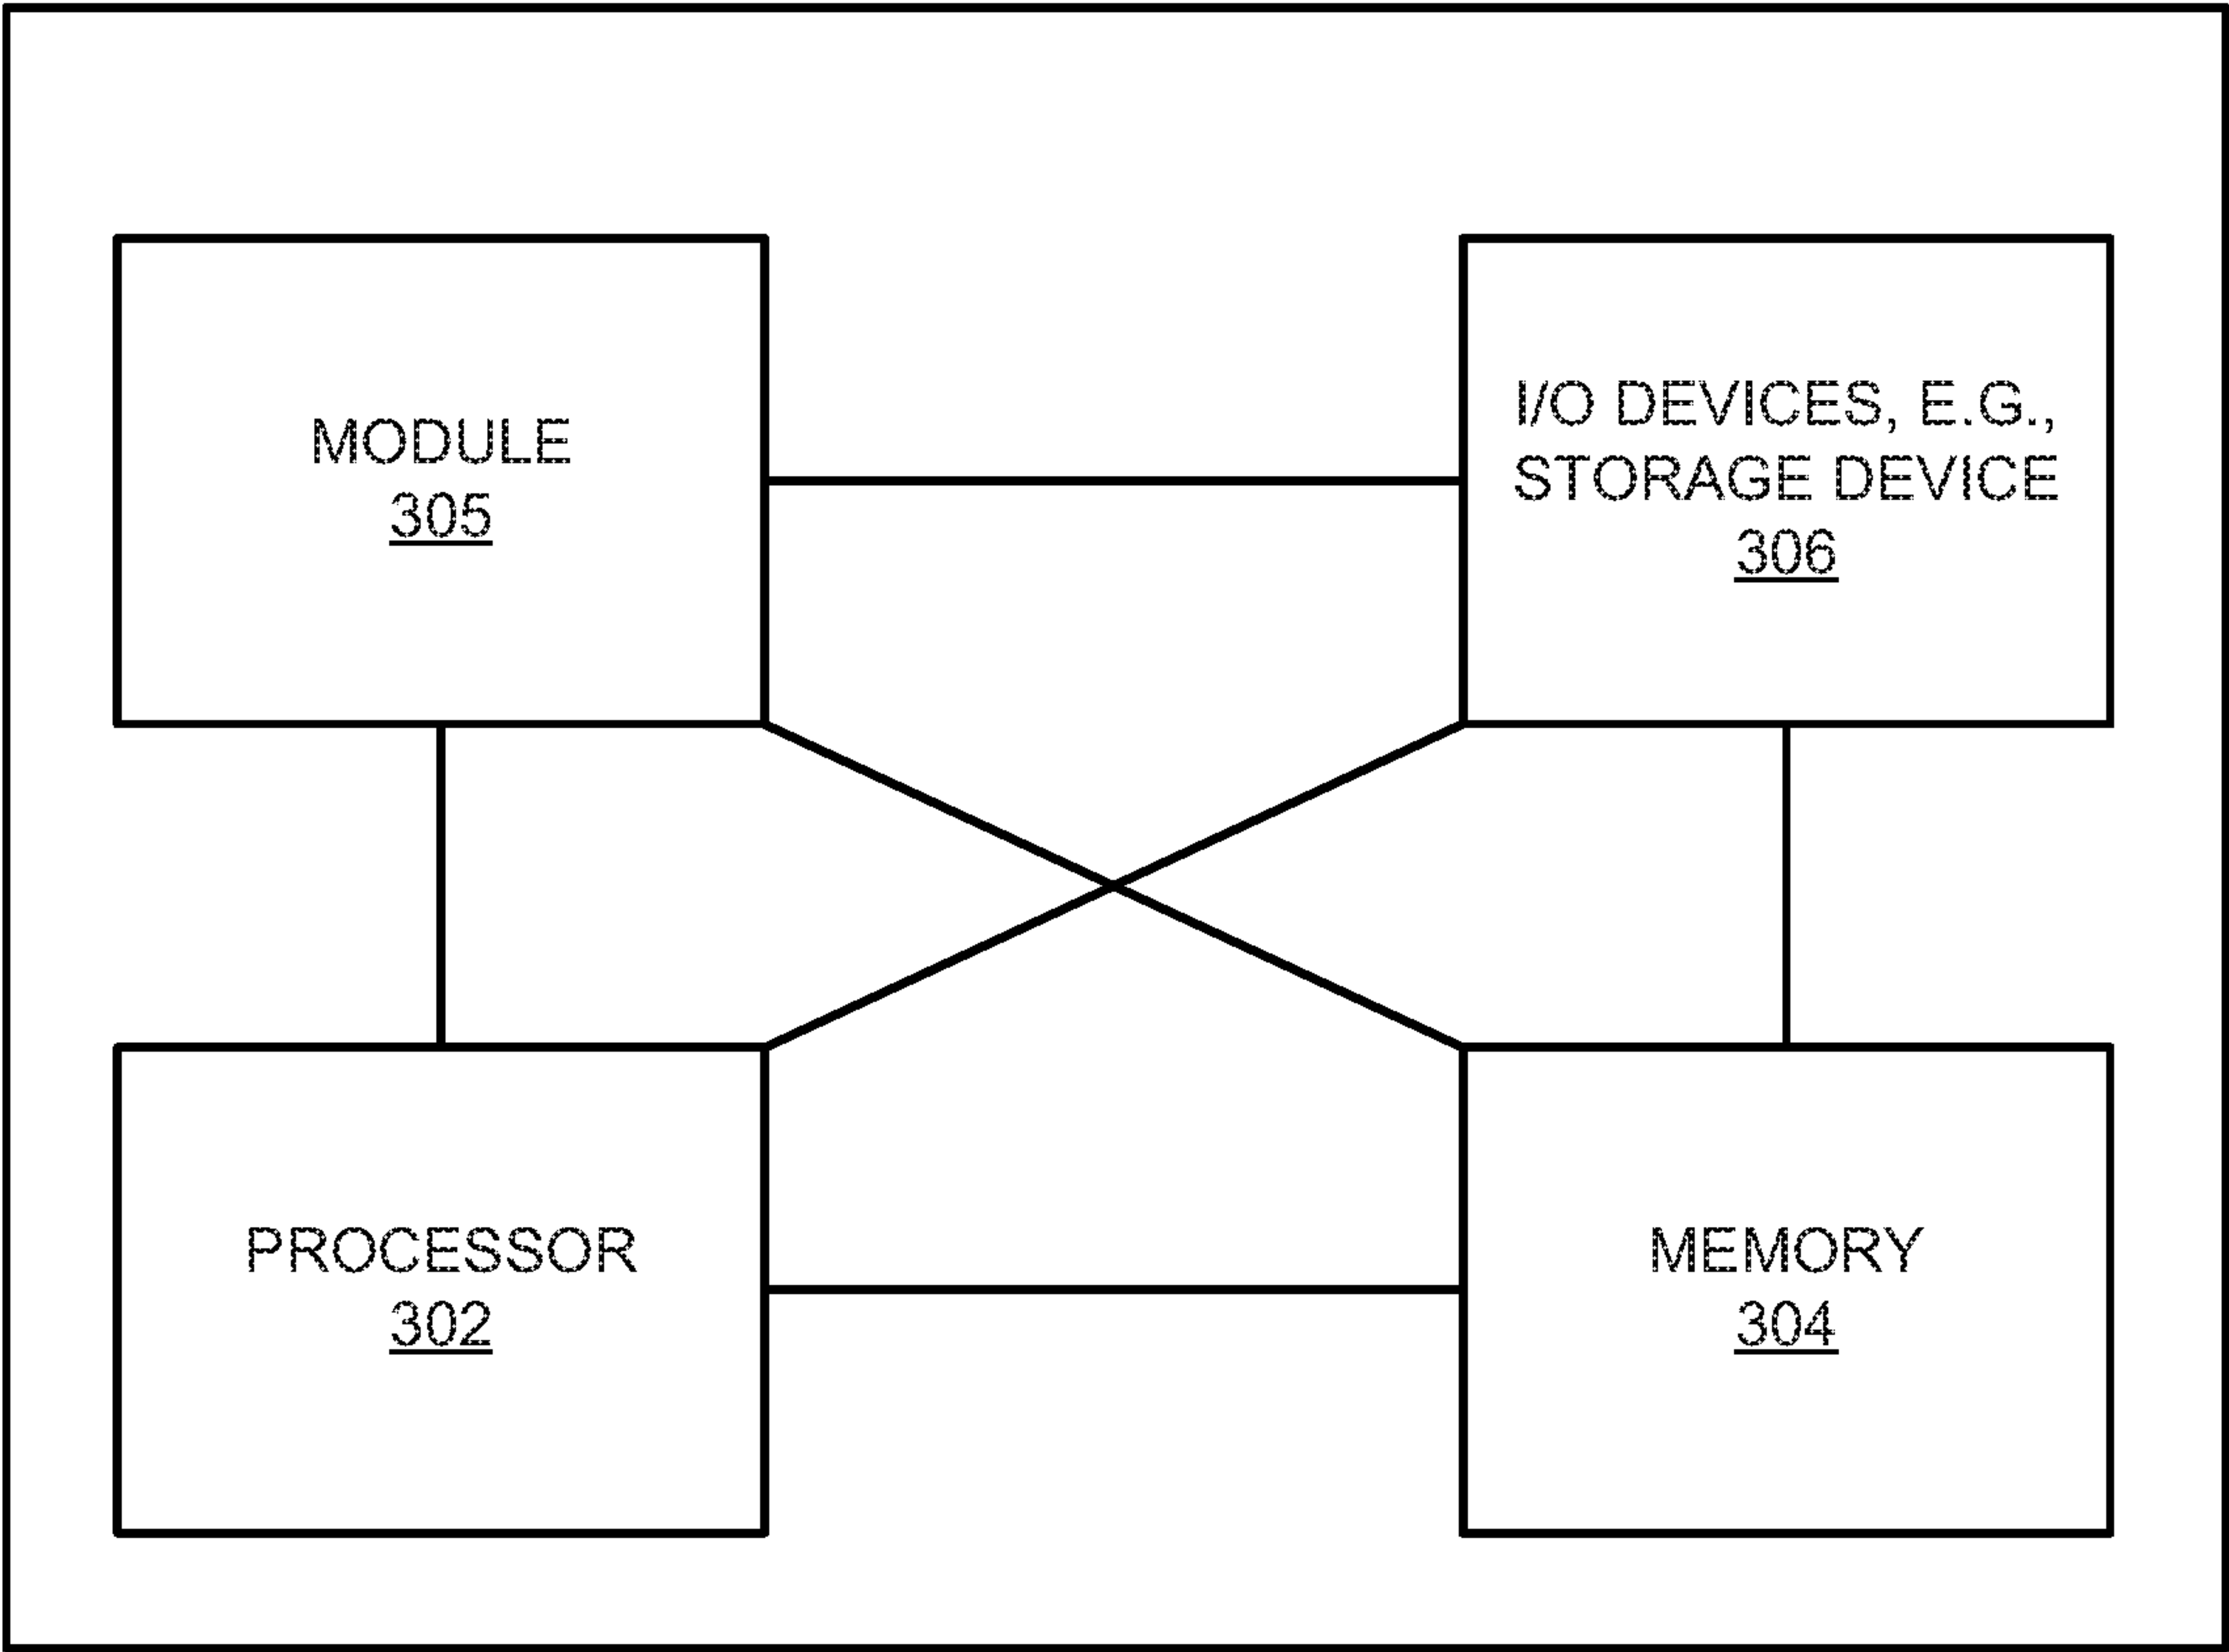 MODULE
305
I/O DEVICES, E.G.,
STORAGE DEVICE
306
PROCESSOR
302
MEMORY
304